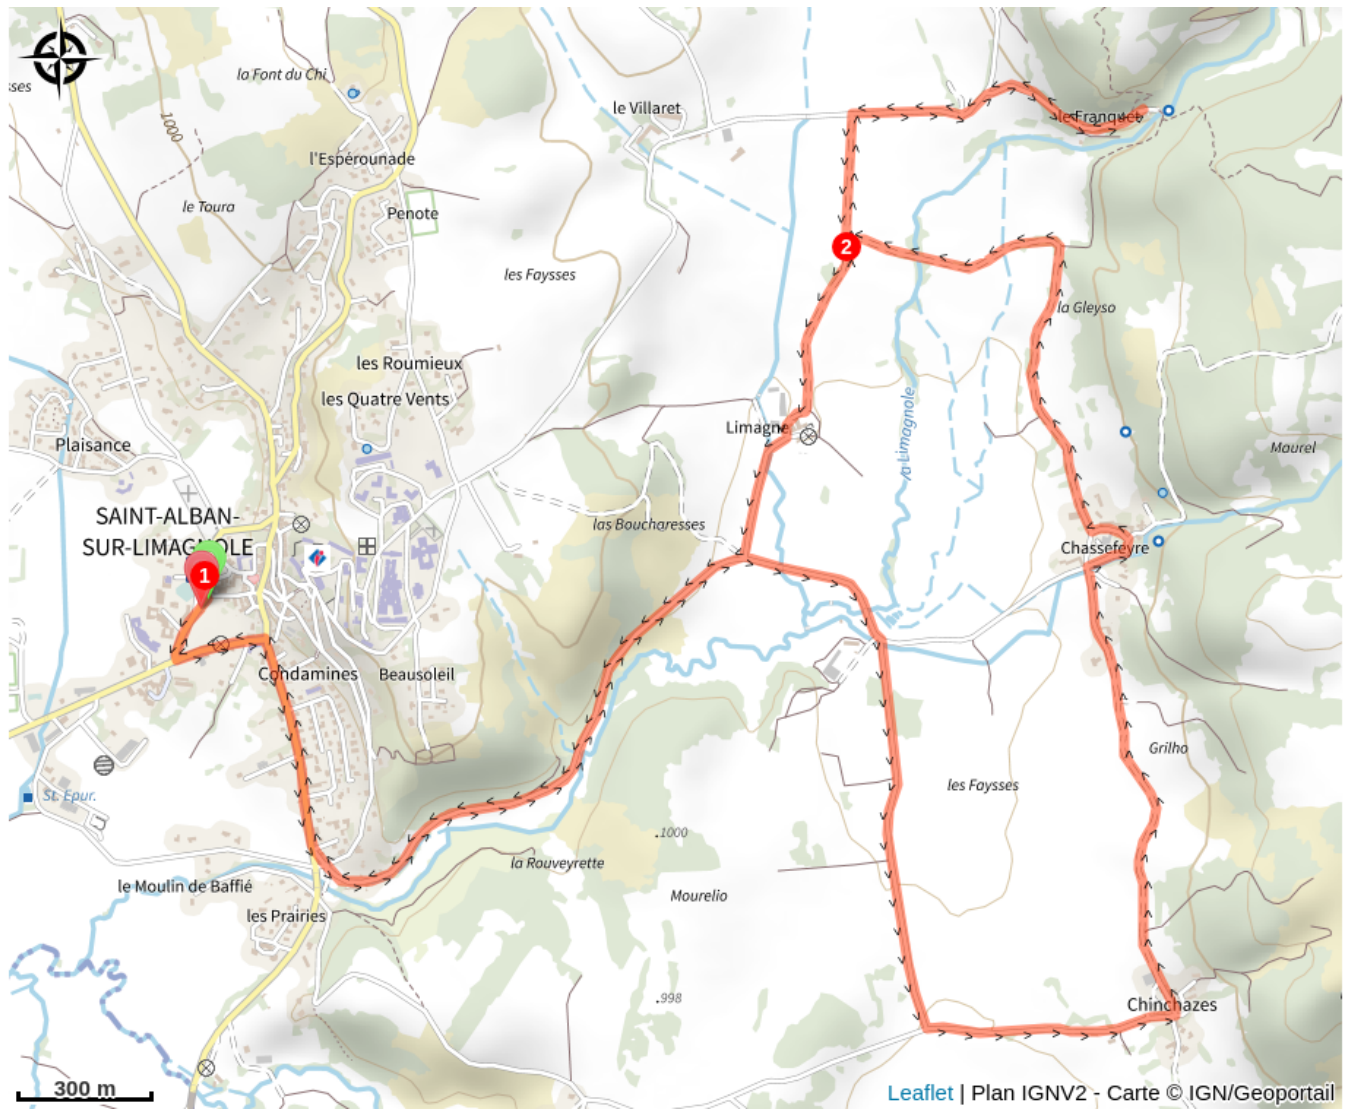 la Font du Chi
sses
le Villaret
1000
le Franquet
l'Espérounade
le Toura
Penote
2
les Faysses
la Gleyso
les Roumieux
les Quatre Vents
la Limagnole
Limagne
Plaisance
Maurel
SAINT-ALBAN-
SUR-LIMAGNOLE
las Boucharesses
Chassefeyre
1
Condamines
Beausoleil
Grilho
St. Epur.
les Faysses
.1000
la Rouveyrette
le Moulin de Baffié
Mourelio
les Prairies
.998
Chinchazes
300 m
Leaflet | Plan IGNV2 - Carte © IGN/Geoportail